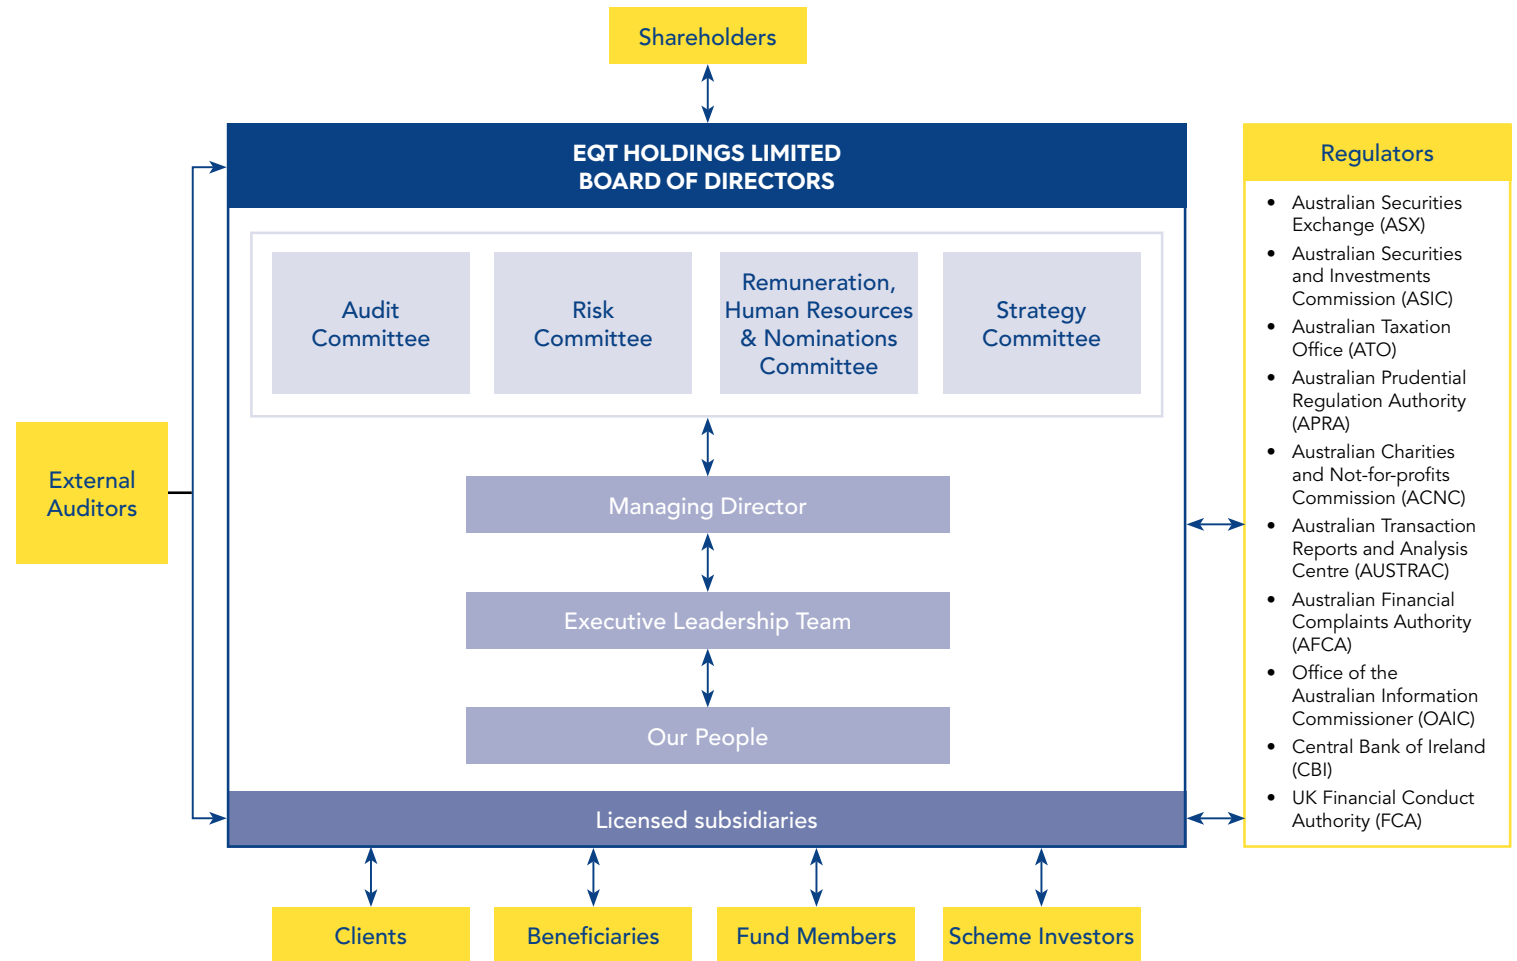 Shareholders
EQT HOLDINGS LIMITED
BOARD OF DIRECTORS
Audit
Committee
Risk
Committee
Remuneration,
Human Resources
& Nominations
Committee
Strategy
Committee
External
Auditors
Managing Director
Executive Leadership Team
Our People
Licensed subsidiaries
Clients
Beneficiaries
Fund Members
Scheme Investors
Regulators
• Australian Securities
Exchange (ASX)
• Australian Securities
and Investments
Commission (ASIC)
• Australian Taxation
Office (ATO)
• Australian Prudential
Regulation Authority
(APRA)
• Australian Charities
and Not-for-profits
Commission (ACNC)
• Australian Transaction
Reports and Analysis
Centre (AUSTRAC)
• Australian Financial
Complaints Authority
(AFCA)
• Office of the
Australian Information
Commissioner (OAIC)
• Central Bank of Ireland
(CBI)
• UK Financial Conduct
Authority (FCA)